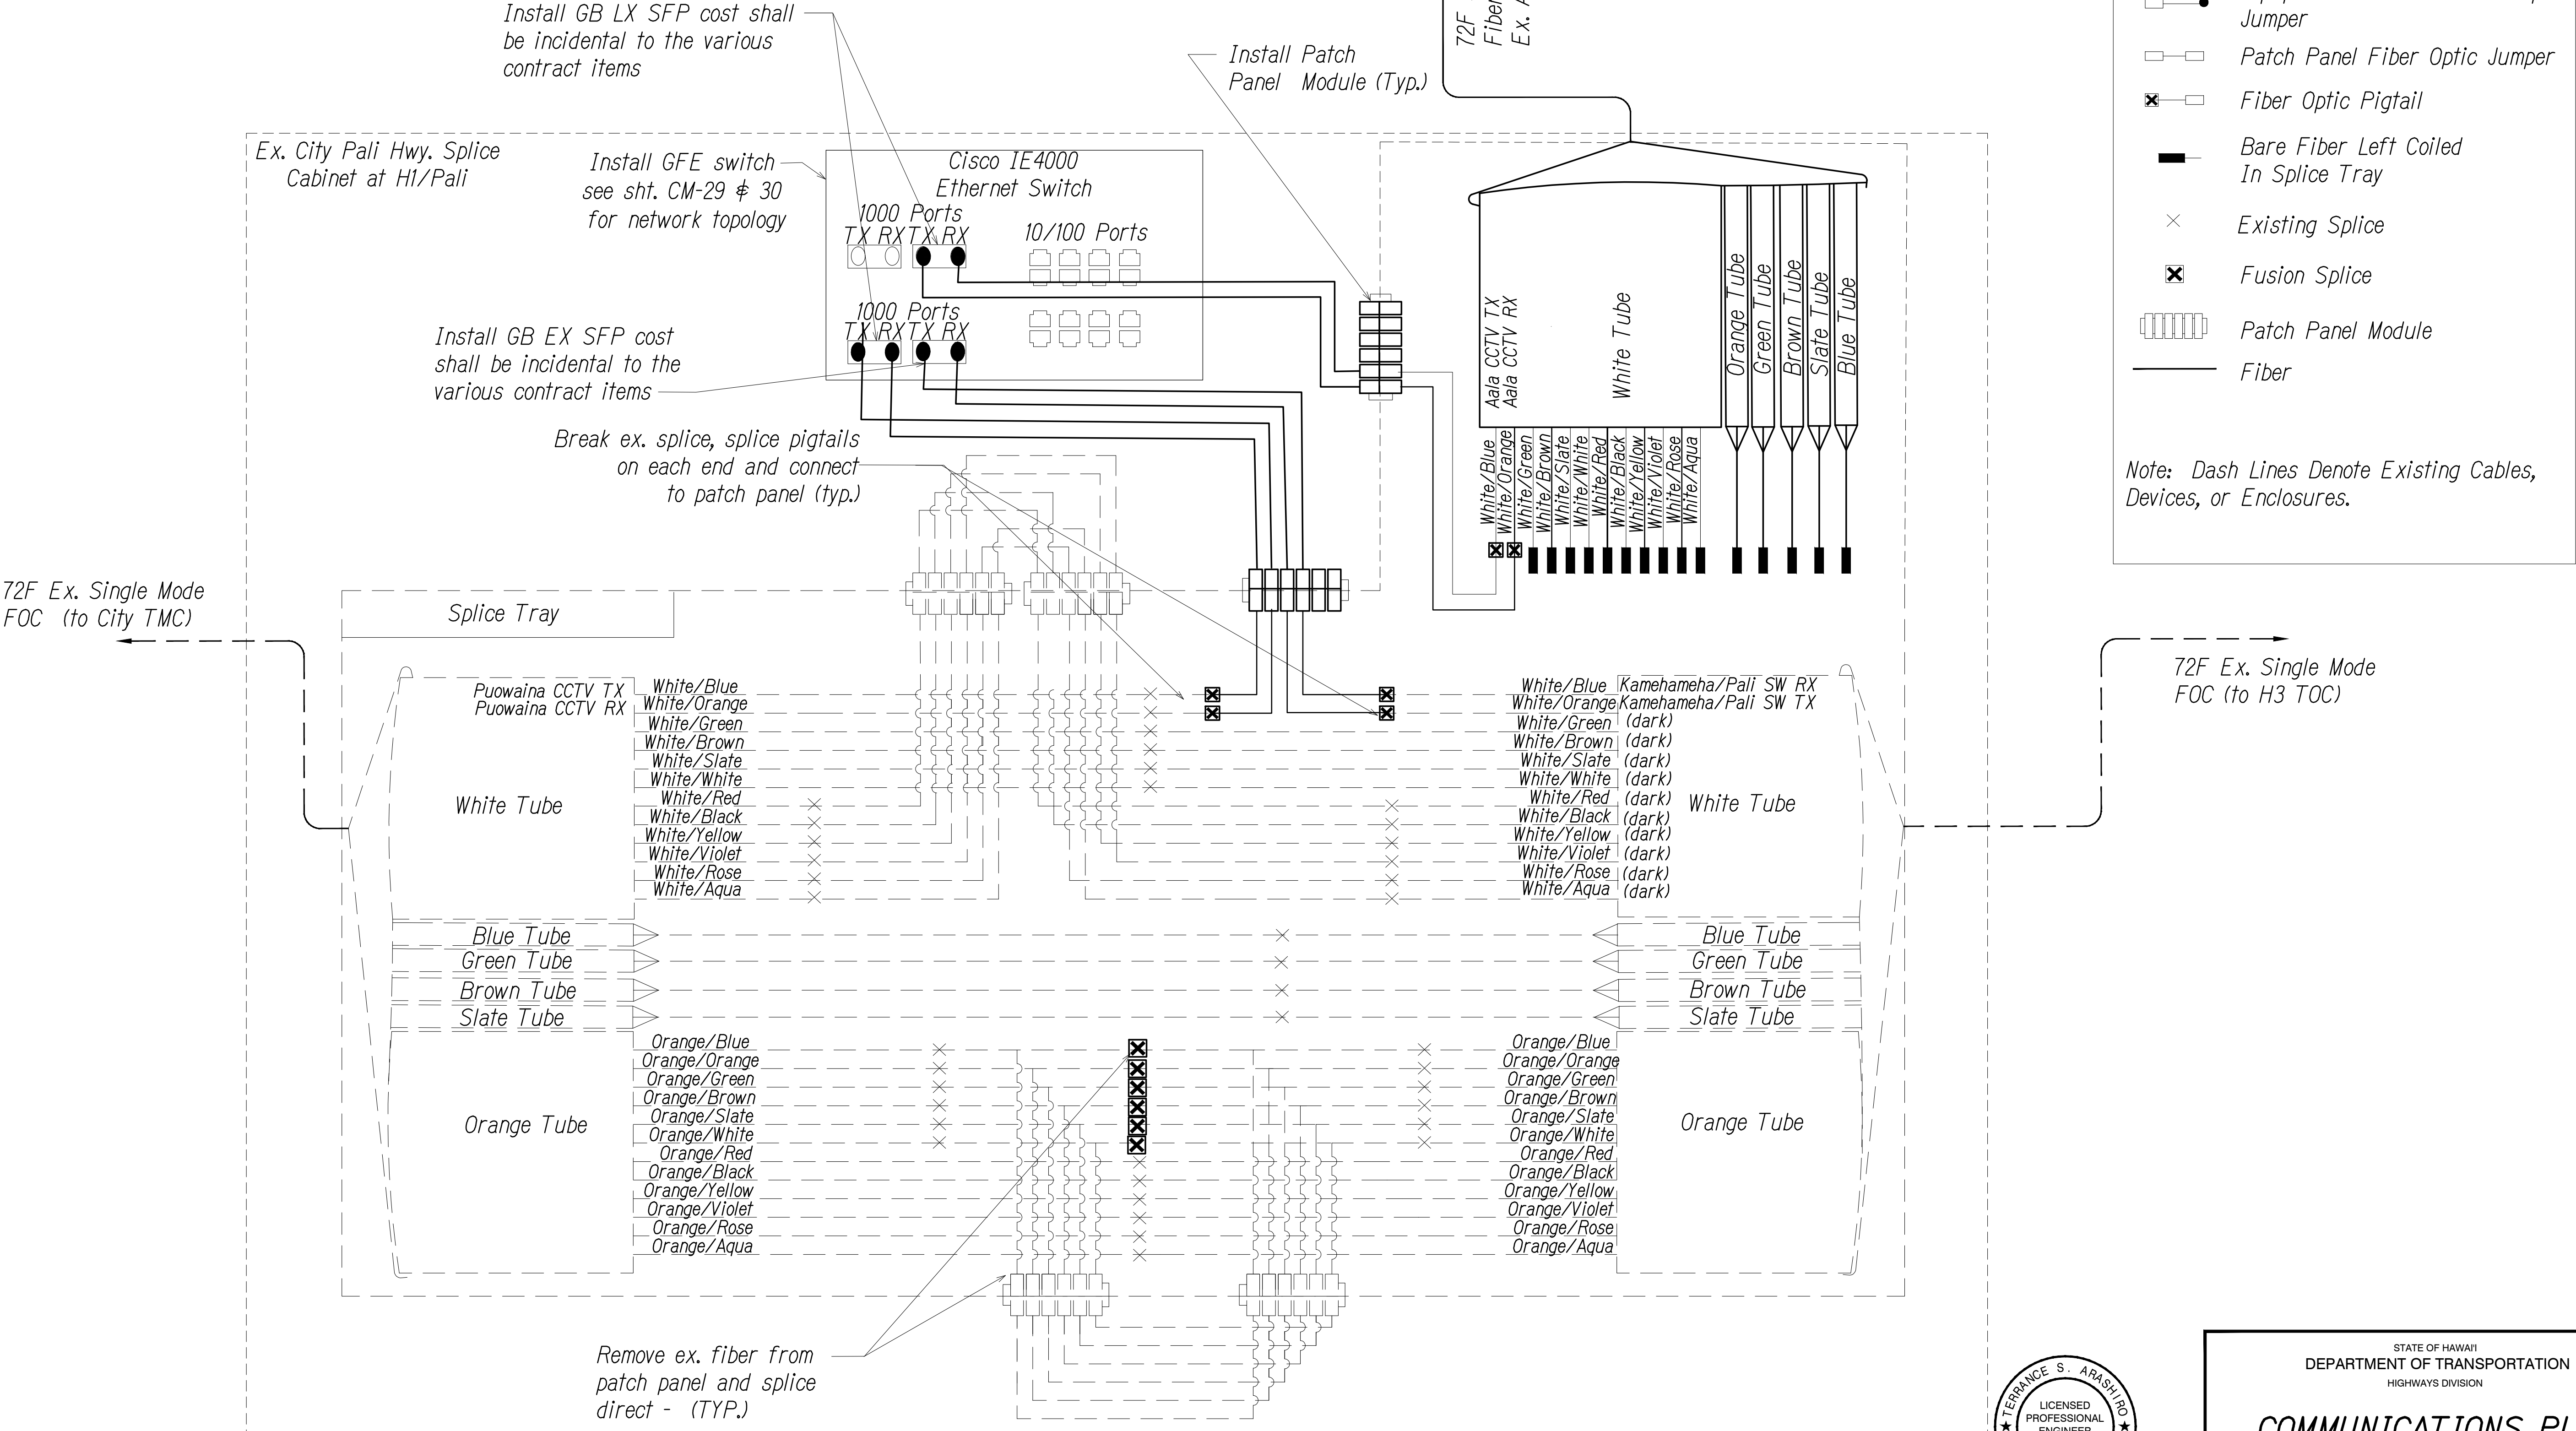 Install GB LX SFP cost shall
be incidental to the various
contract items
Install Patch
Panel Module (Typ.)
72F
Fiber
Ex.
Jumper
Patch Panel Fiber Optic Jumper
Fiber Optic Pigtail
Bare Fiber Left Coiled
In Splice Tray
Existing Splice
Fusion Splice
Patch Panel Module
Fiber
Note: Dash Lines Denote Existing Cables,
Devices, or Enclosures.
Ex. City Pali Hwy. Splice
Cabinet at H1/Pali
Install GFE switch
see sht. CM-29 & 30
for network topology
Cisco IE4000
Ethernet Switch
1000 Ports
TX RX TX RX
10/100 Ports
1000 Ports
TX RX TX RX
Install GB EX SFP cost
shall be incidental to the
various contract items
Break ex. splice, splice pigtails
on each end and connect
to patch panel (typ.)
Aala CCTV TX
Aala CCTV RX
White Tube
Orange Tube
Green Tube
Brown Tube
Slate Tube
Blue Tube
White/Blue
White/Orange
White/Green
White/Brown
White/Slate
White/White
White/Red
White/Black
White/Yellow
White/Violet
White/Rose
White/Aqua
72F Ex. Single Mode
FOC (to City TMC)
Splice Tray
72F Ex. Single Mode
FOC (to H3 TOC)
Puowaina CCTV TX
Puowaina CCTV RX
White/Blue
White/Orange
White/Green
White/Brown
White/Slate
White/White
White/Red
White/Black
White/Yellow
White/Violet
White/Rose
White/Aqua
White Tube
Blue Tube
Green Tube
Brown Tube
Slate Tube
Orange Tube
Orange/Blue
Orange/Orange
Orange/Green
Orange/Brown
Orange/Slate
Orange/White
Orange/Red
Orange/Black
Orange/Yellow
Orange/Violet
Orange/Rose
Orange/Aqua
White/Blue Kamehameha/Pali SW RX
White/Orange Kamehameha/Pali SW TX
White/Green (dark)
White/Brown (dark)
White/Slate (dark)
White/White (dark)
White/Red (dark)
White/Black (dark)
White/Yellow (dark)
White/Violet (dark)
White/Rose (dark)
White/Aqua (dark)
White Tube
Blue Tube
Green Tube
Brown Tube
Slate Tube
Orange/Blue
Orange/Orange
Orange/Green
Orange/Brown
Orange/Slate
Orange/White
Orange/Red
Orange/Black
Orange/Yellow
Orange/Violet
Orange/Rose
Orange/Aqua
Orange Tube
Remove ex. fiber from
patch panel and splice
direct - (TYP.)
TERRANCE S. ARASHIRO
LICENSED
PROFESSIONAL
ENGINEER
STATE OF HAWAI'I
DEPARTMENT OF TRANSPORTATION
HIGHWAYS DIVISION
COMMUNICATIONS